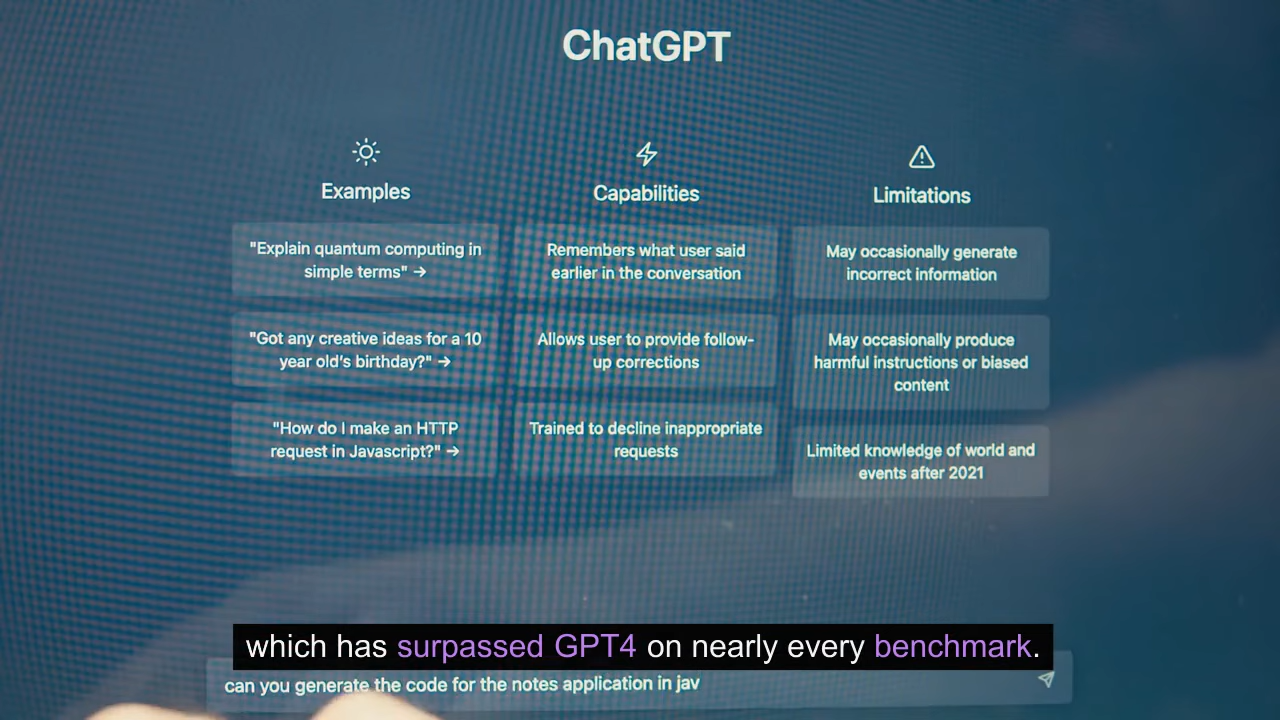 ChatGPT
Examples
"Explain quantum computing in
simple terms" →
"Got any creative ideas for a 10
year old's birthday?" →
"How do I make an HTTP
request in Javascript?" →
Capabilities
Remembers what user said
earlier in the conversation
Allows user to provide follow-
up corrections
Trained to decline inappropriate
requests
Limitations
May occasionally generate
incorrect information
May occasionally produce
harmful instructions or biased
content
Limited knowledge of world and
events after 2021
which has surpassed GPT4 on nearly every benchmark.
can you generate the code for the notes application in jav